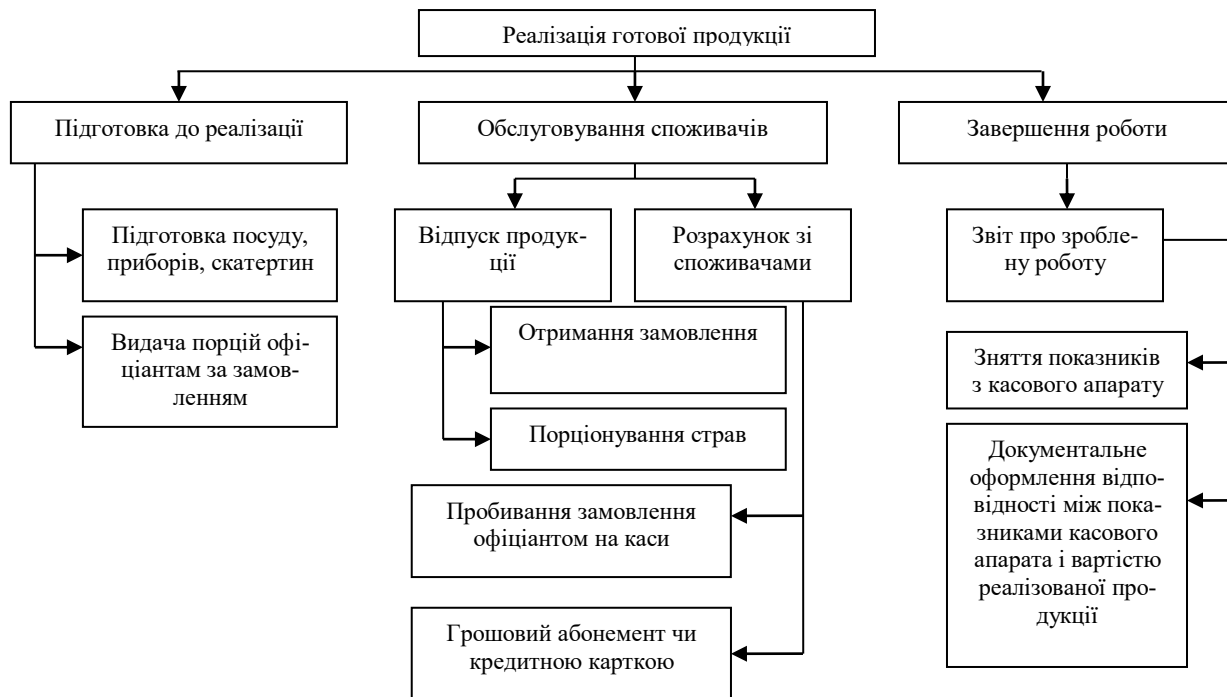 Реалізація готової продукції
Підготовка до реалізації
Обслуговування споживачів
Завершення роботи
Підготовка посуду,
приборів, скатертин
Видача порцій офі-
ціантам за замов-
ленням
Відпуск продук-
ції
Розрахунок зі
споживачами
Отримання замовлення
Порціонування страв
Пробивання замовлення
офіціантом на каси
Грошовий абонемент чи
кредитною карткою
Звіт про зробле-
ну роботу
Зняття показників
з касового апарату
Документальне
оформлення відпо-
відності між пока-
зниками касового
апарата і вартістю
реалізованої про-
дукції